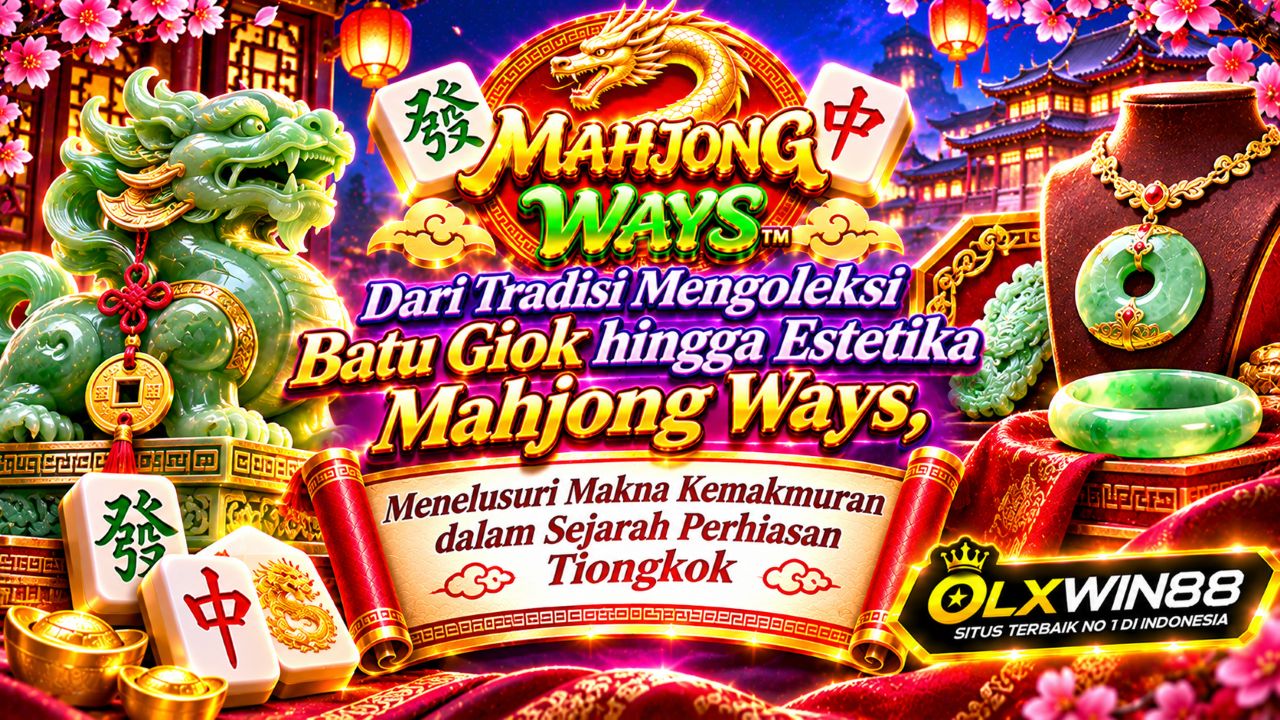 發
中
MAHJONG
WAYS™
Dari Tradisi Mengoleksi
Batu Giok hingga Estetika
Mahjong Ways,
Menelusuri Makna Kemakmuran
dalam Sejarah Perhiasan
Tiongkok
發
中
OLXWIN88
SITUS TERBAIK NO 1 DI INDONESIA